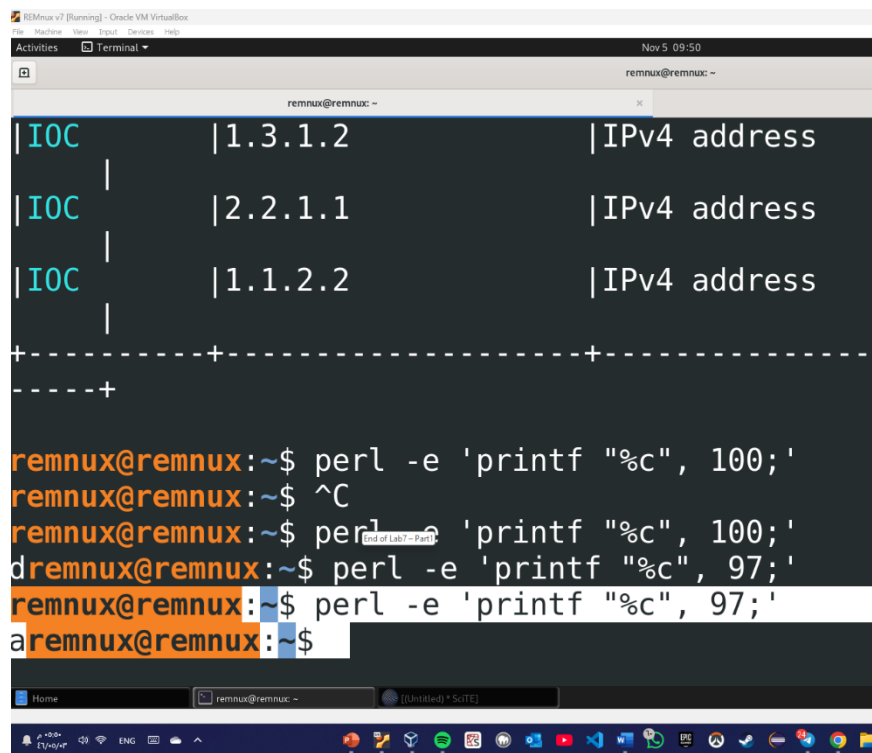 REMnux v7 [Running] - Oracle VM VirtualBox
File Machine View Input Devices Help
Activities Terminal Nov 5 09:50
remnux@remnux: ~
remnux@remnux: ~ ×
|IOC |1.3.1.2 |IPv4 address
|
|IOC |2.2.1.1 |IPv4 address
|
|IOC |1.1.2.2 |IPv4 address
|
+----------+--------------------+---------------
-----+
remnux@remnux:~$ perl -e 'printf "%c", 100;'
remnux@remnux:~$ ^C
remnux@remnux:~$ perl -e 'printf "%c", 100;'
End of Lab7 – Part1
dremnux@remnux:~$ perl -e 'printf "%c", 97;'
remnux@remnux:~$ perl -e 'printf "%c", 97;'
aremnux@remnux:~$
Home remnux@remnux: ~ [(Untitled) * SciTE]
ENG
EPIC